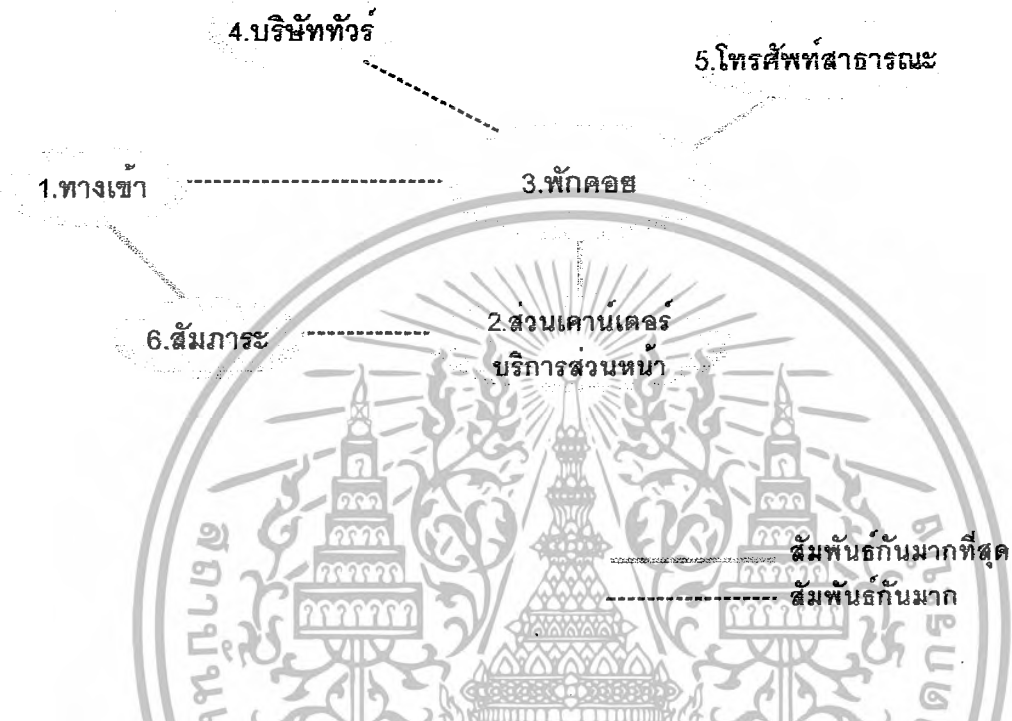 4.บริษัททัวร์
5.โทรศัพท์สาธารณะ
1.ทางเข้า
3.พักคอย
6.สัมภาระ
2.ส่วนเคาน์เตอร์
บริการส่วนหน้า
สัมพันธ์กันมากที่สุด
สัมพันธ์กันมาก